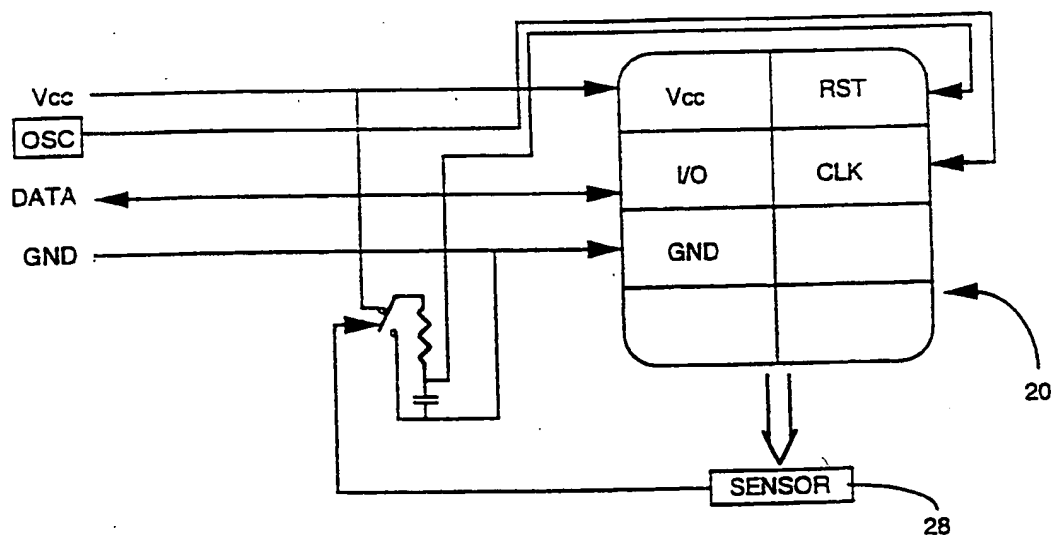 Vcc
OSC
DATA
GND
Vcc
RST
I/O
CLK
GND
20
SENSOR
28